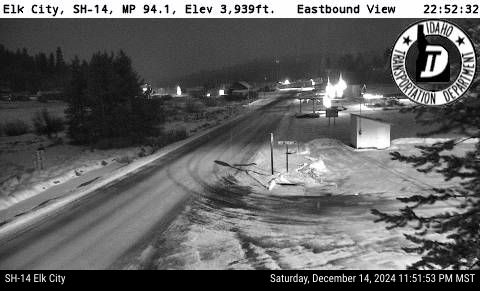 Elk City, SH-14, MP 94.1, Elev 3,939ft. Eastbound View 22:52:32
IDAHO
TRANSPORTATION DEPARTMENT
SH-14 Elk City Saturday, December 14, 2024 11:51:53 PM MST